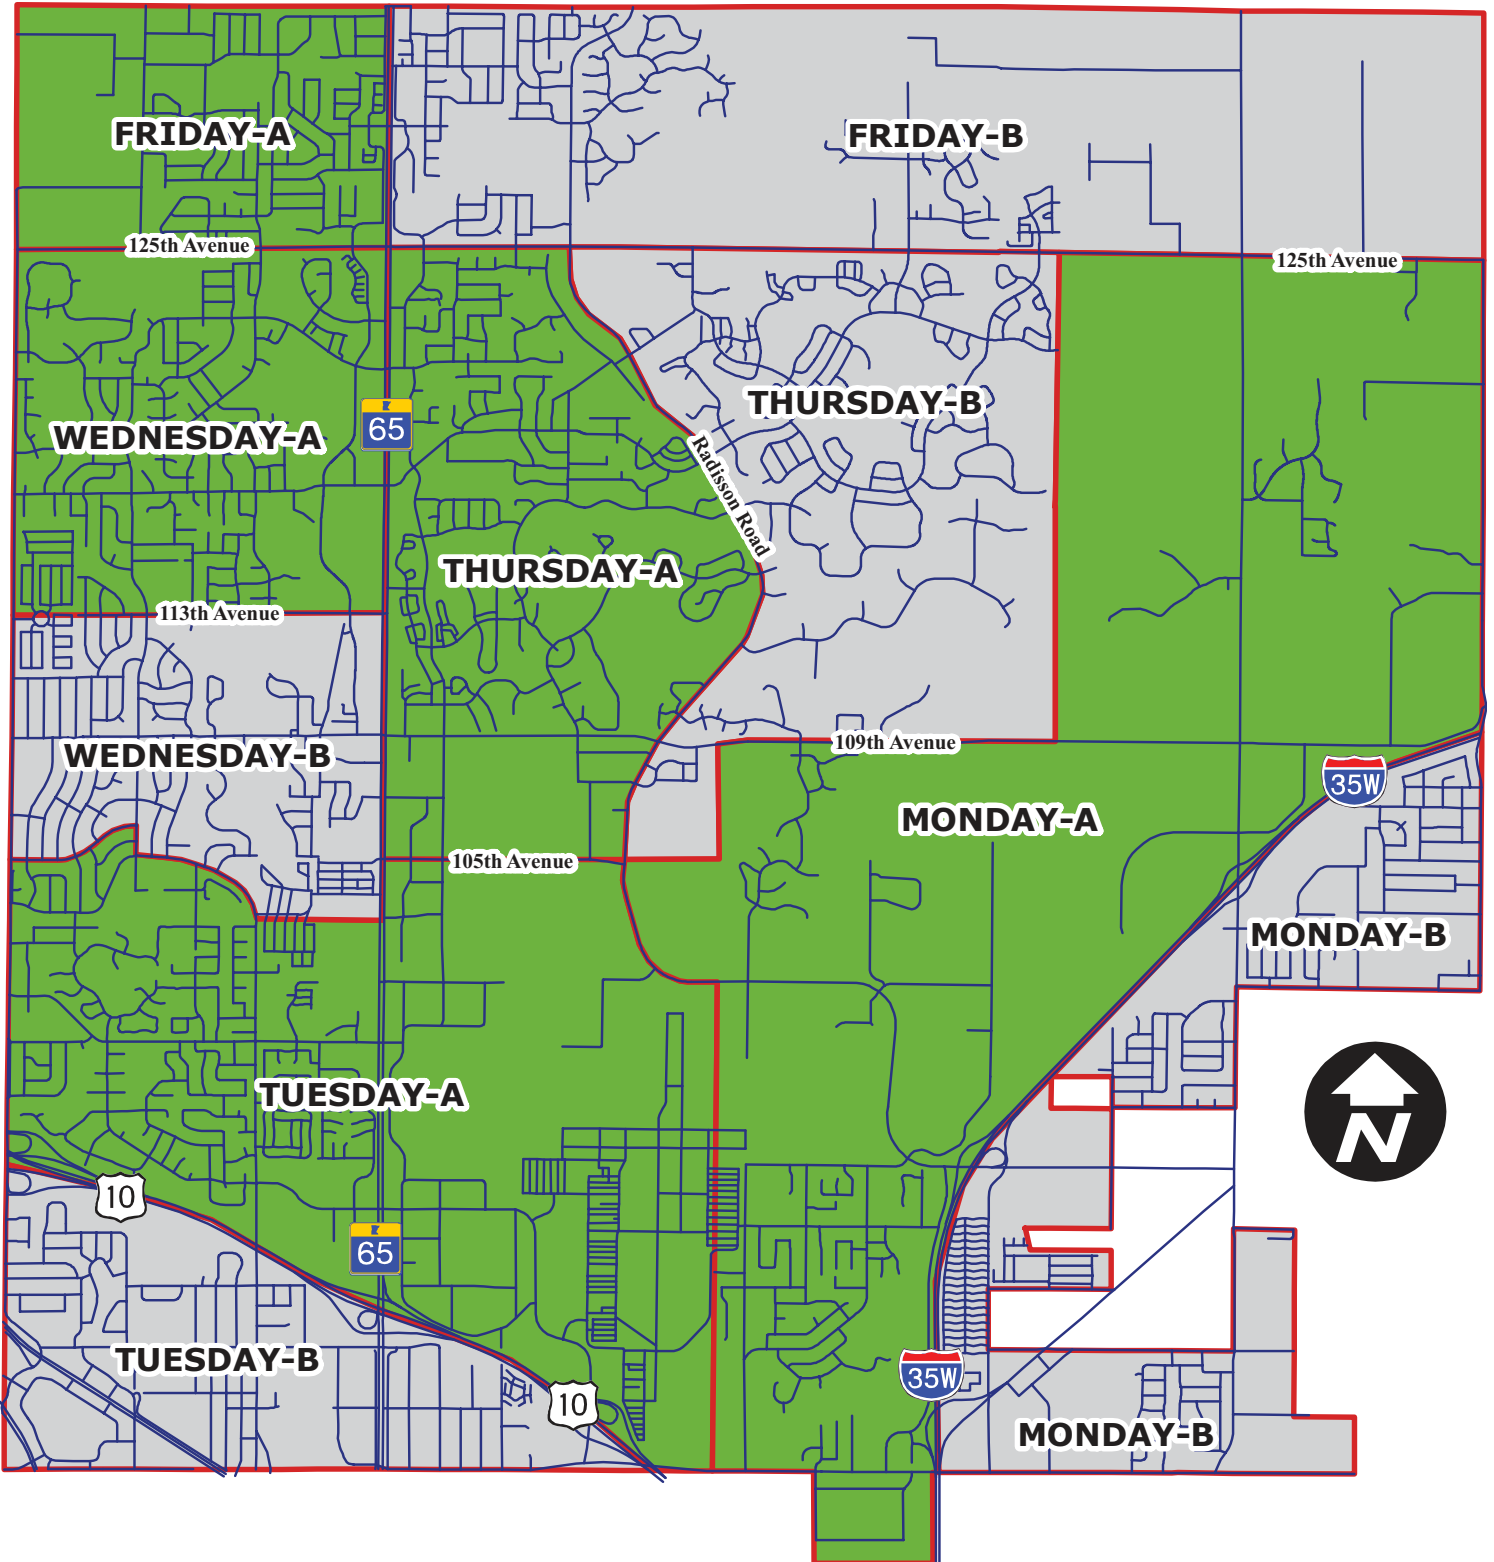 FRIDAY-A
FRIDAY-B
125th Avenue
125th Avenue
THURSDAY-B
65
WEDNESDAY-A
Radisson Road
THURSDAY-A
113th Avenue
109th Avenue
WEDNESDAY-B
35W
MONDAY-A
105th Avenue
MONDAY-B
TUESDAY-A
N
10
65
TUESDAY-B
35W
10
MONDAY-B